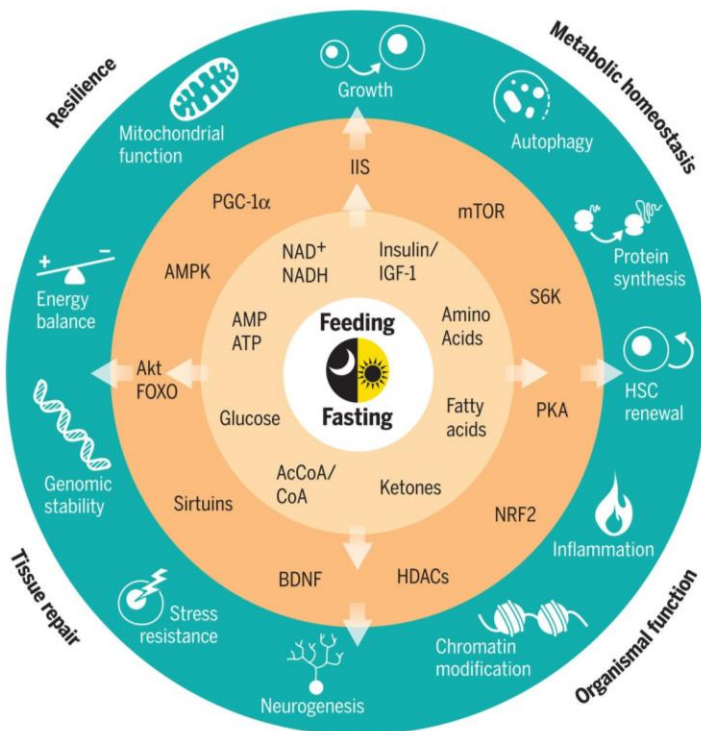 Resilience
Metabolic homeostasis
Growth
Mitochondrial
function
Autophagy
IIS
PGC-1α
mTOR
Protein
synthesis
NAD+
NADH
Insulin/
IGF-1
AMPK
S6K
Energy
balance
AMP
ATP
Feeding
Fasting
Amino
Acids
Akt
FOXO
HSC
renewal
Glucose
Fatty
acids
PKA
Genomic
stability
AcCoA/
CoA
Ketones
Sirtuins
NRF2
Inflammation
BDNF
HDACs
Stress
resistance
Chromatin
modification
Neurogenesis
Tissue repair
Organismal function